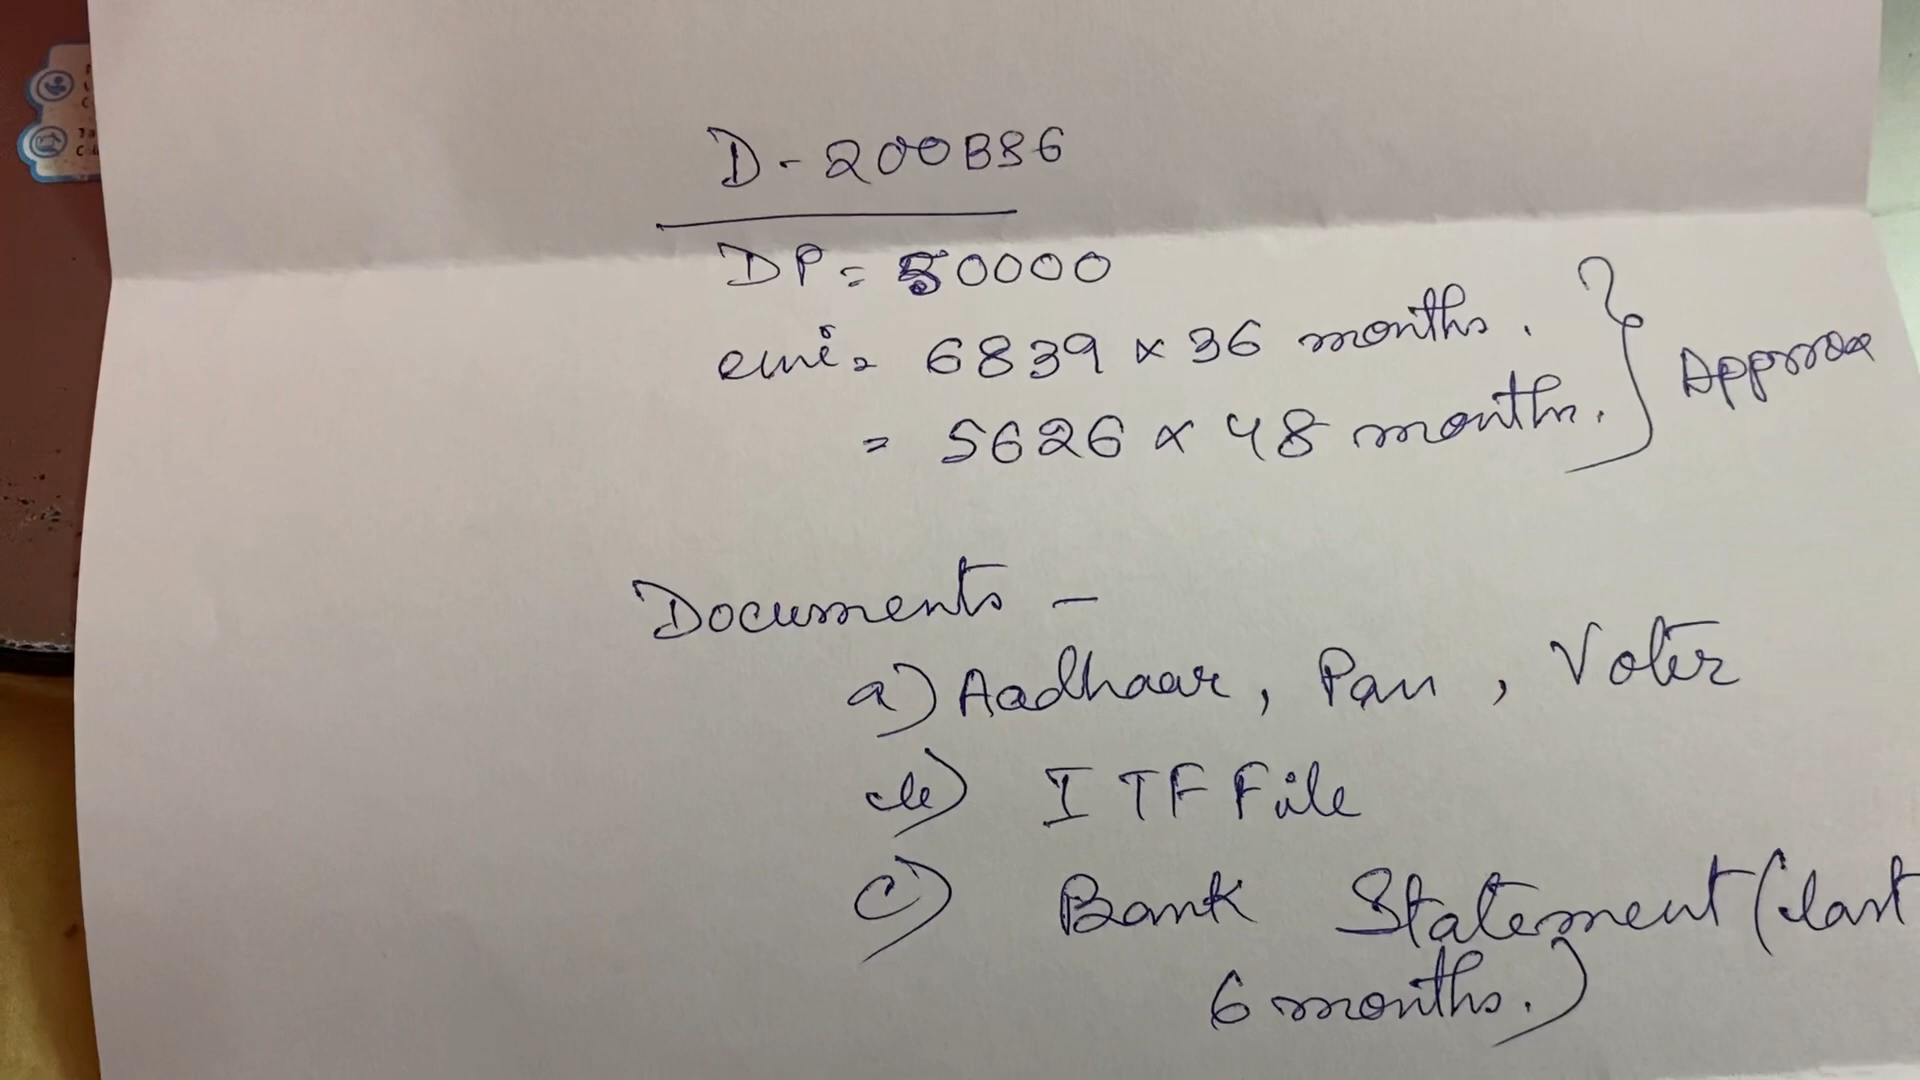 D-200BS6
DP = 50000
emi = 6839 x 36 months.
= 5626 x 48 months. } Approx
Documents -
a) Aadhaar, Pan, Voter
b) ITF File
c) Bank Statement (last
6 months.)